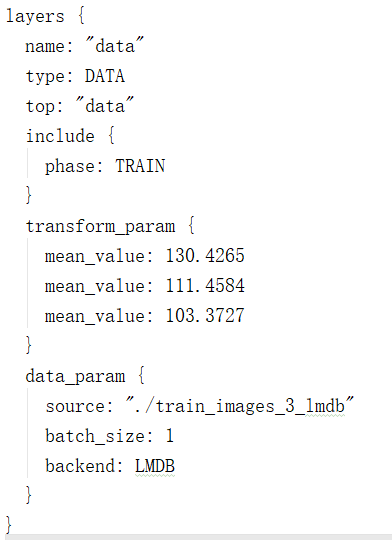 layers {
  name: "data"
  type: DATA
  top: "data"
  include {
    phase: TRAIN
  }
  transform_param {
    mean_value: 130.4265
    mean_value: 111.4584
    mean_value: 103.3727
  }
  data_param {
    source: "./train_images_3_lmdb"
    batch_size: 1
    backend: LMDB
  }
}